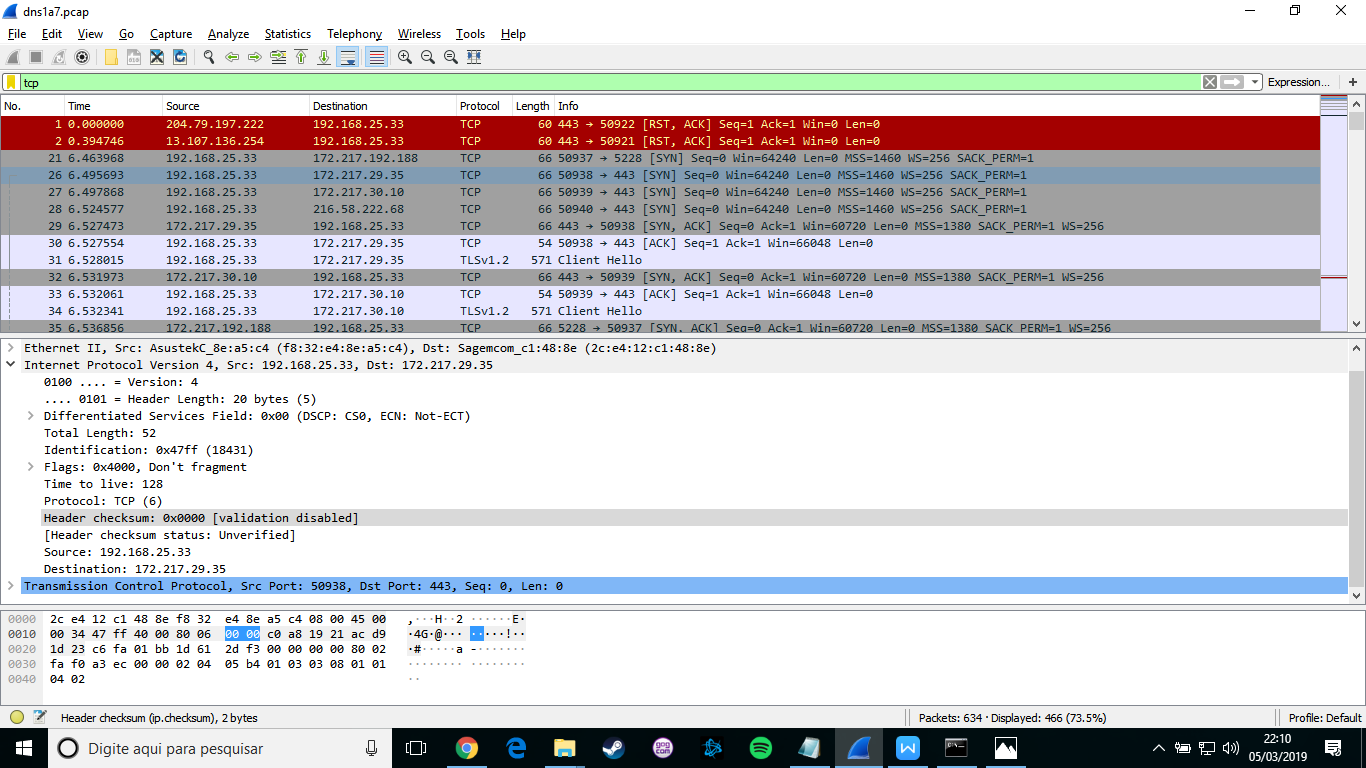 dns1a7.pcap
File Edit View Go Capture Analyze Statistics Telephony Wireless Tools Help
tcp Expression... +
No. Time Source Destination Protocol Length Info
1 0.000000 204.79.197.222 192.168.25.33 TCP 60 443 → 50922 [RST, ACK] Seq=1 Ack=1 Win=0 Len=0
2 0.394746 13.107.136.254 192.168.25.33 TCP 60 443 → 50921 [RST, ACK] Seq=1 Ack=1 Win=0 Len=0
21 6.463968 192.168.25.33 172.217.192.188 TCP 66 50937 → 5228 [SYN] Seq=0 Win=64240 Len=0 MSS=1460 WS=256 SACK_PERM=1
26 6.495693 192.168.25.33 172.217.29.35 TCP 66 50938 → 443 [SYN] Seq=0 Win=64240 Len=0 MSS=1460 WS=256 SACK_PERM=1
27 6.497868 192.168.25.33 172.217.30.10 TCP 66 50939 → 443 [SYN] Seq=0 Win=64240 Len=0 MSS=1460 WS=256 SACK_PERM=1
28 6.524577 192.168.25.33 216.58.222.68 TCP 66 50940 → 443 [SYN] Seq=0 Win=64240 Len=0 MSS=1460 WS=256 SACK_PERM=1
29 6.527473 172.217.29.35 192.168.25.33 TCP 66 443 → 50938 [SYN, ACK] Seq=0 Ack=1 Win=60720 Len=0 MSS=1380 SACK_PERM=1 WS=256
30 6.527554 192.168.25.33 172.217.29.35 TCP 54 50938 → 443 [ACK] Seq=1 Ack=1 Win=66048 Len=0
31 6.528015 192.168.25.33 172.217.29.35 TLSv1.2 571 Client Hello
32 6.531973 172.217.30.10 192.168.25.33 TCP 66 443 → 50939 [SYN, ACK] Seq=0 Ack=1 Win=60720 Len=0 MSS=1380 SACK_PERM=1 WS=256
33 6.532061 192.168.25.33 172.217.30.10 TCP 54 50939 → 443 [ACK] Seq=1 Ack=1 Win=66048 Len=0
34 6.532341 192.168.25.33 172.217.30.10 TLSv1.2 571 Client Hello
35 6.536856 172.217.192.188 192.168.25.33 TCP 66 5228 → 50937 [SYN, ACK] Seq=0 Ack=1 Win=60720 Len=0 MSS=1380 SACK_PERM=1 WS=256
Ethernet II, Src: AsustekC_8e:a5:c4 (f8:32:e4:8e:a5:c4), Dst: Sagemcom_c1:48:8e (2c:e4:12:c1:48:8e)
Internet Protocol Version 4, Src: 192.168.25.33, Dst: 172.217.29.35
0100 .... = Version: 4
.... 0101 = Header Length: 20 bytes (5)
Differentiated Services Field: 0x00 (DSCP: CS0, ECN: Not-ECT)
Total Length: 52
Identification: 0x47ff (18431)
Flags: 0x4000, Don't fragment
Time to live: 128
Protocol: TCP (6)
Header checksum: 0x0000 [validation disabled]
[Header checksum status: Unverified]
Source: 192.168.25.33
Destination: 172.217.29.35
Transmission Control Protocol, Src Port: 50938, Dst Port: 443, Seq: 0, Len: 0
0000 2c e4 12 c1 48 8e f8 32 e4 8e a5 c4 08 00 45 00 ,···H··2 ······E·
0010 00 34 47 ff 40 00 80 06 00 00 c0 a8 19 21 ac d9 ·4G·@··· ·····!··
0020 1d 23 c6 fa 01 bb 1d 61 2d f3 00 00 00 00 80 02 ·#·····a -·······
0030 fa f0 a3 ec 00 00 02 04 05 b4 01 03 03 08 01 01 ········ ········
0040 04 02 ··
Header checksum (ip.checksum), 2 bytes Packets: 634 · Displayed: 466 (73.5%) Profile: Default
Digite aqui para pesquisar
gog com
22:10
05/03/2019